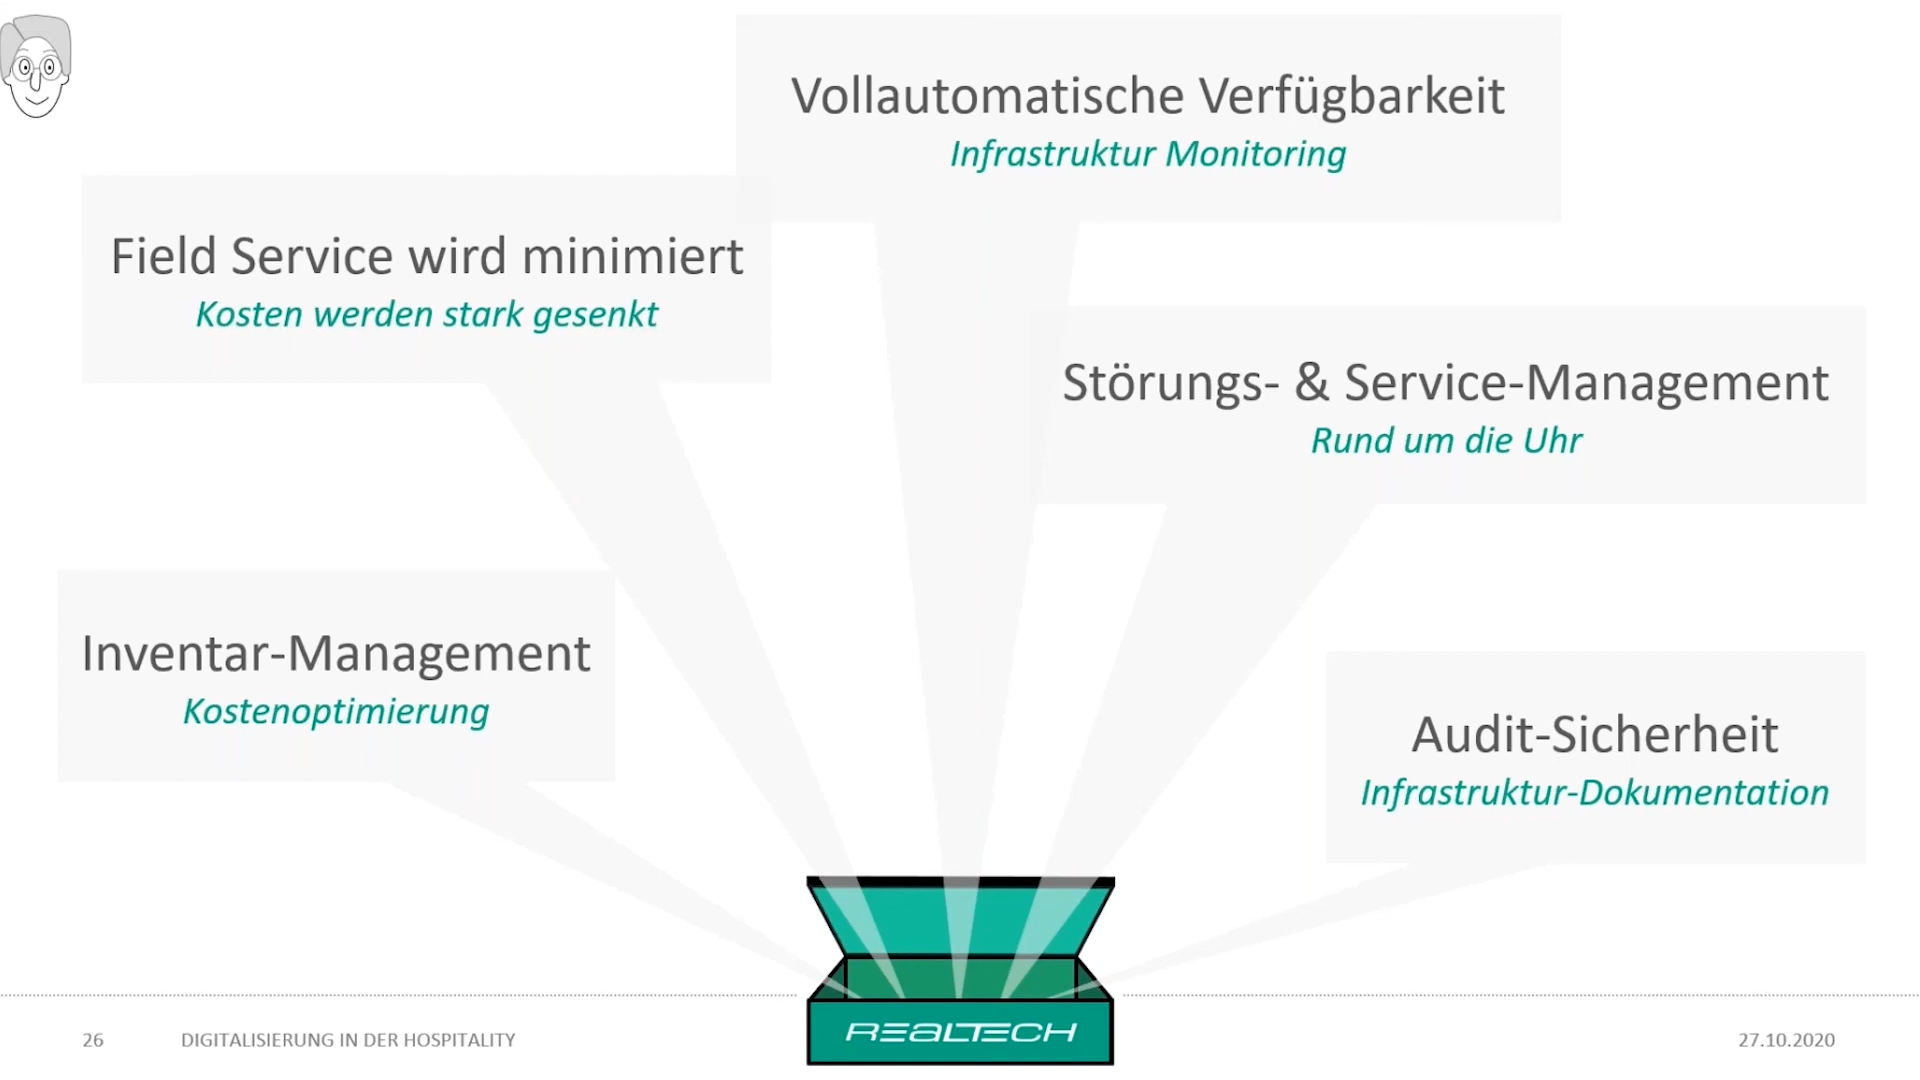 Vollautomatische Verfügbarkeit
Infrastruktur Monitoring
Field Service wird minimiert
Kosten werden stark gesenkt
Störungs- & Service-Management
Rund um die Uhr
Inventar-Management
Kostenoptimierung
Audit-Sicherheit
Infrastruktur-Dokumentation
REALTECH
26
DIGITALISIERUNG IN DER HOSPITALITY
27.10.2020